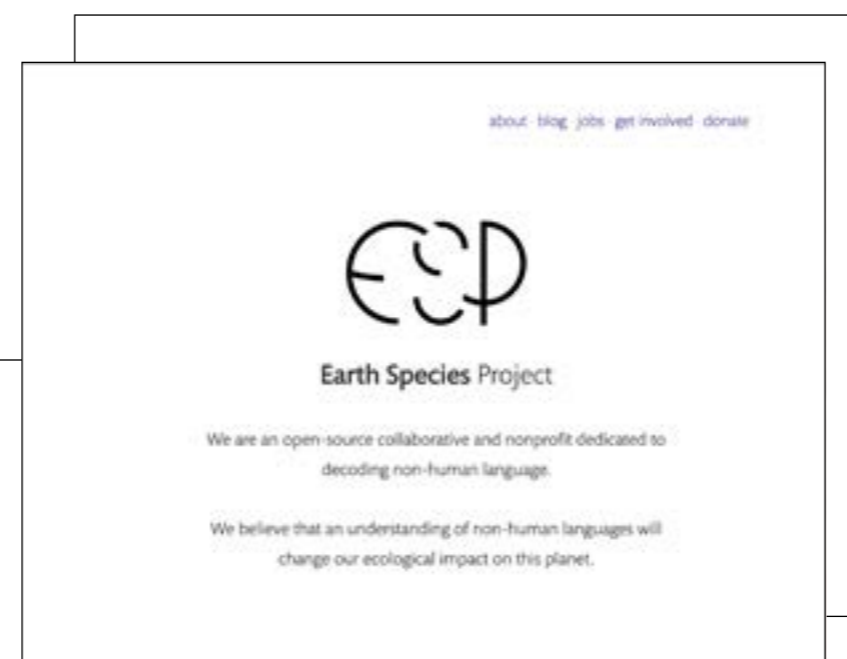 about blog jobs get involved donate
ESP
Earth Species Project
We are an open-source collaborative and nonprofit dedicated to
decoding non-human language.
We believe that an understanding of non-human languages will
change our ecological impact on this planet.